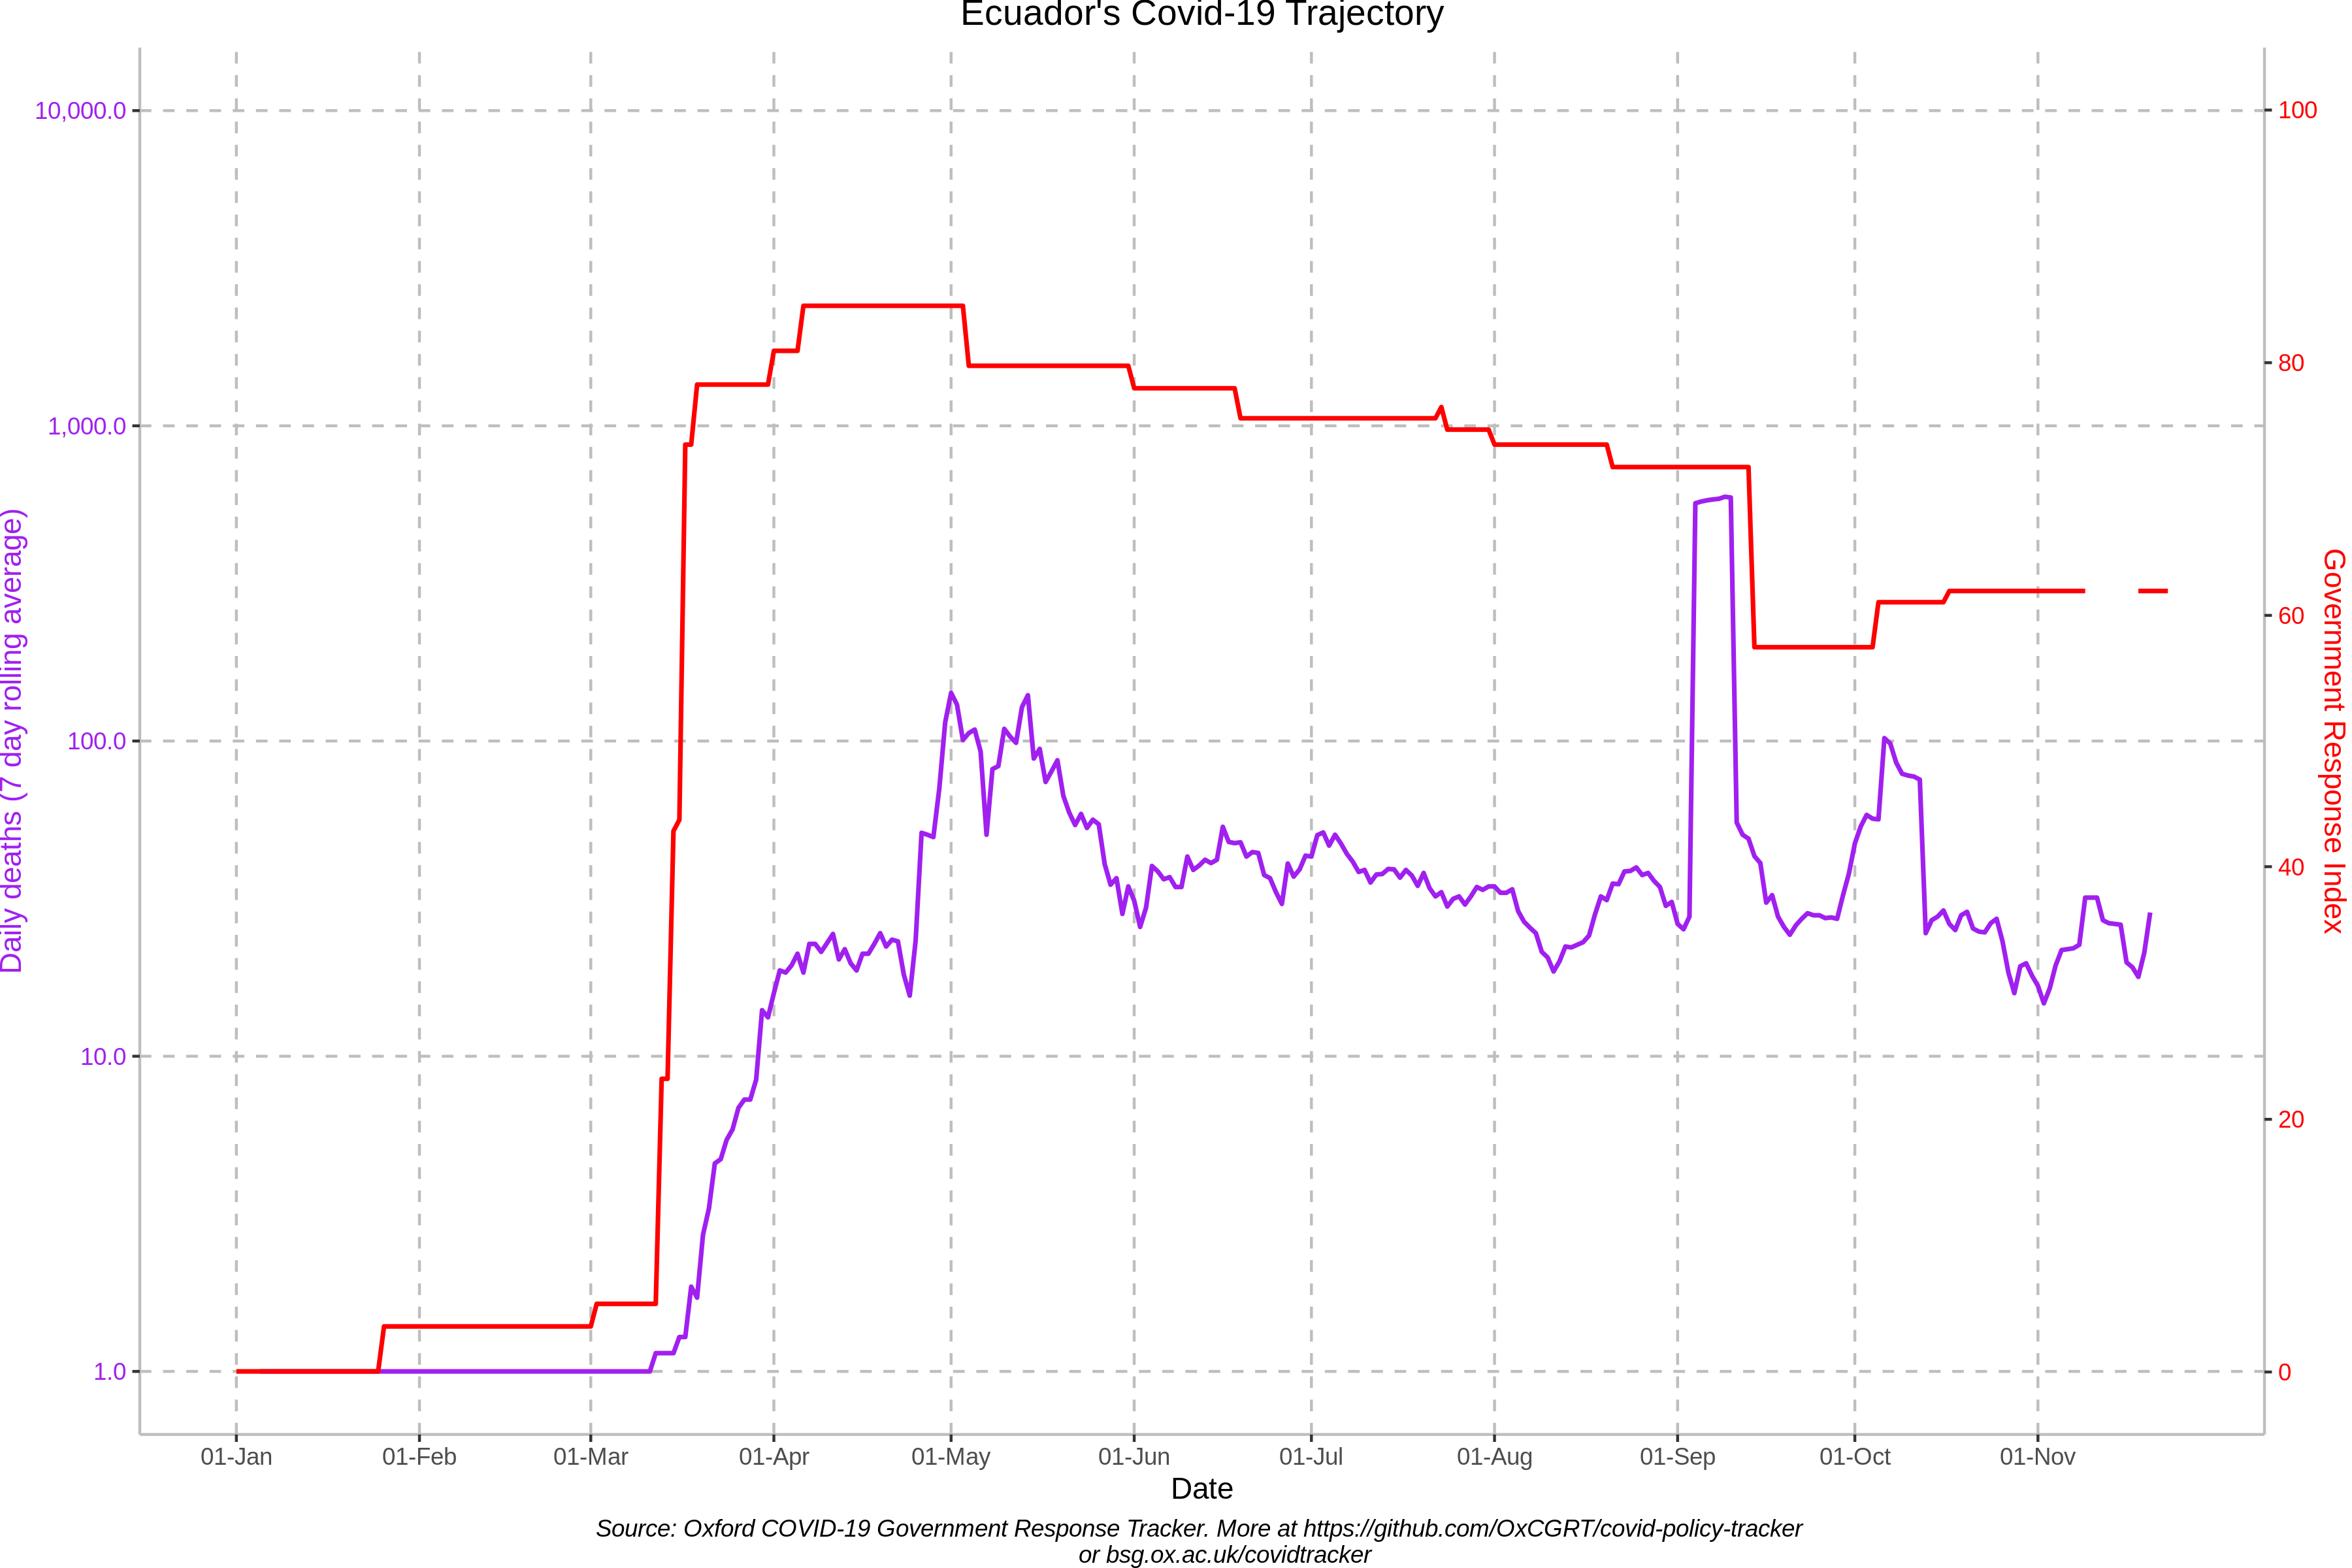 Ecuador's Covid-19 Trajectory
10,000.0
1,000.0
100.0
10.0
1.0
Daily deaths (7 day rolling average)
100
80
60
40
20
0
Government Response Index
01-Jan 01-Feb 01-Mar 01-Apr 01-May 01-Jun 01-Jul 01-Aug 01-Sep 01-Oct 01-Nov
Date
Source: Oxford COVID-19 Government Response Tracker. More at https://github.com/OxCGRT/covid-policy-tracker
or bsg.ox.ac.uk/covidtracker